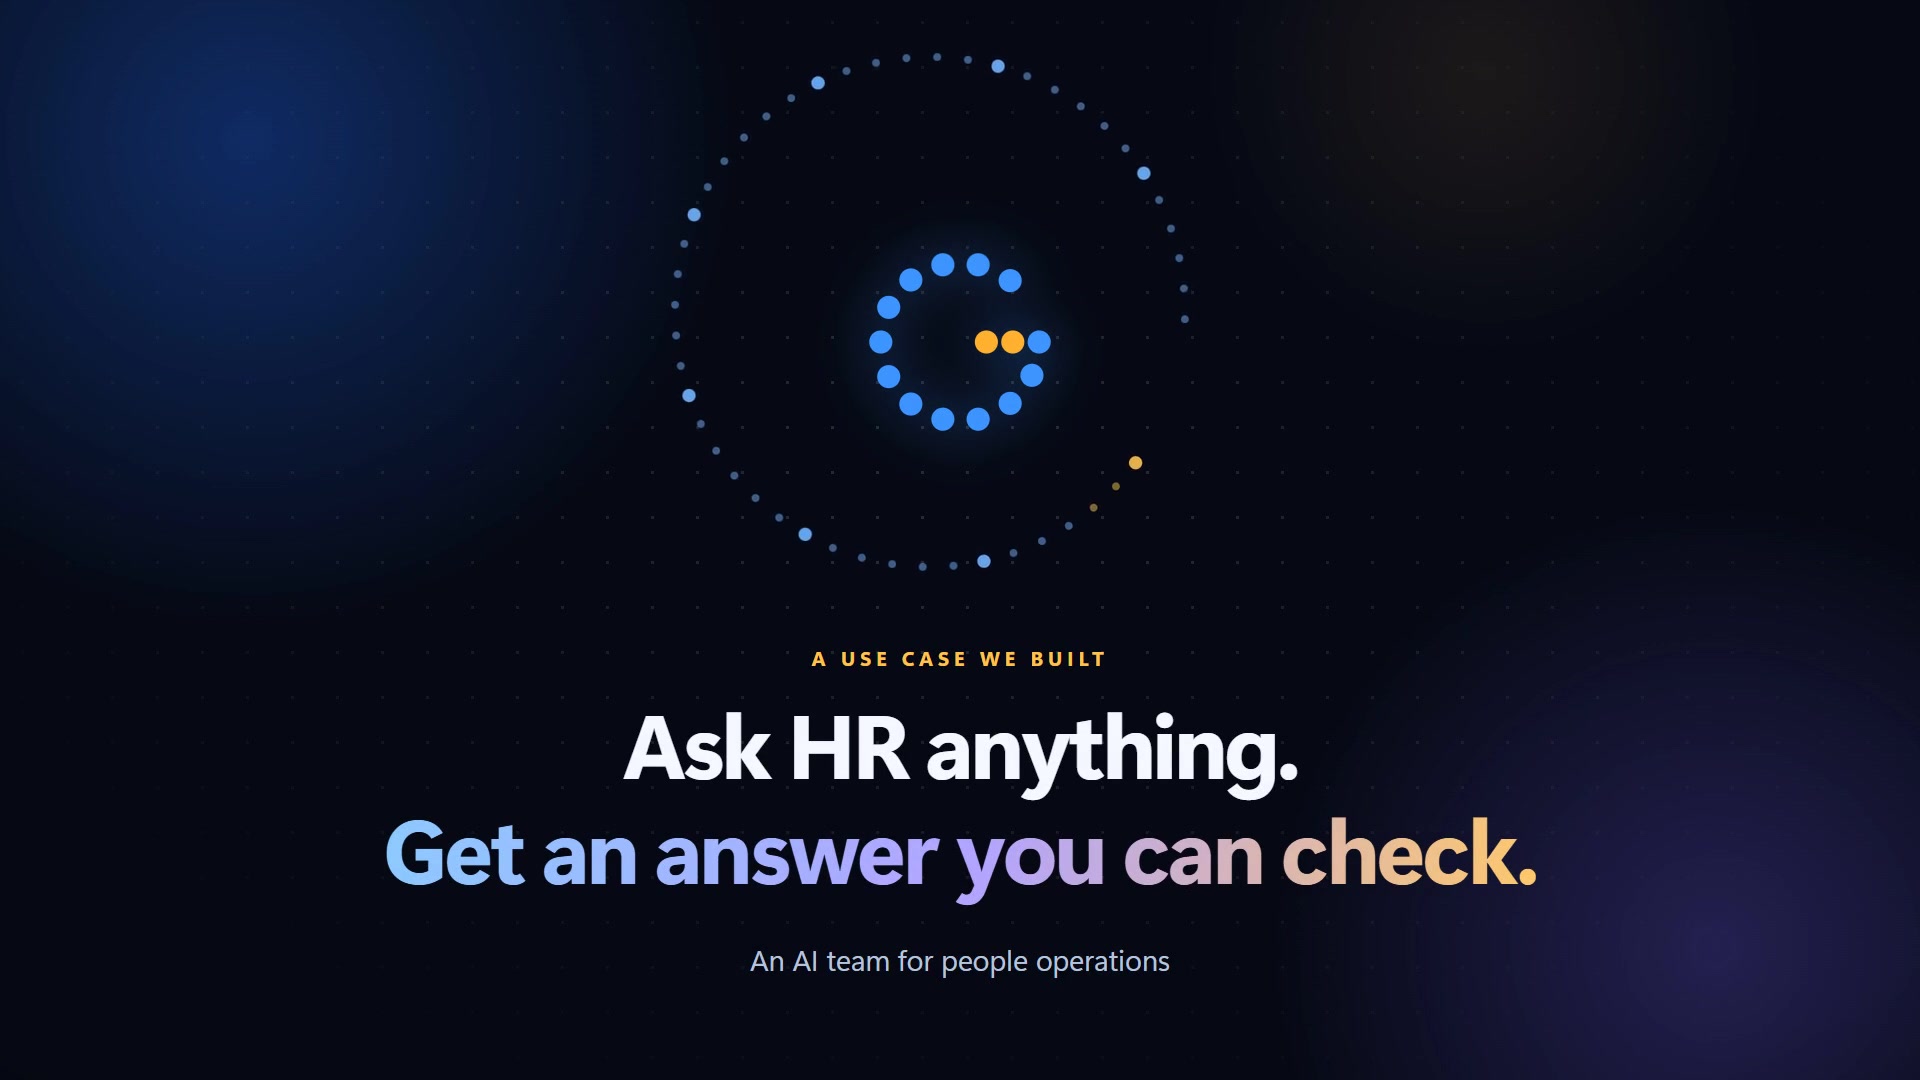 A USE CASE WE BUILT
Ask HR anything.
Get an answer you can check.
An AI team for people operations